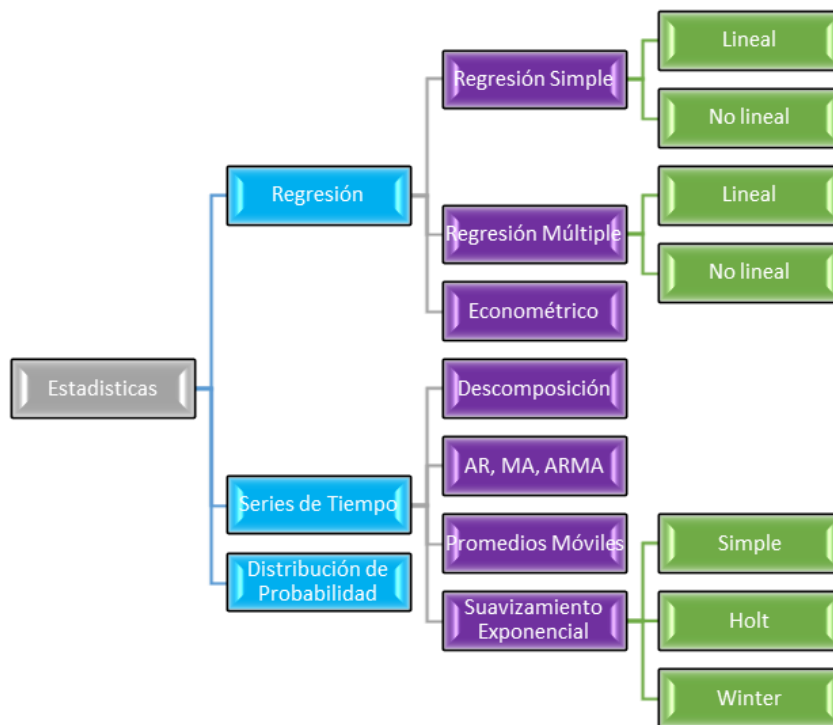 Estadisticas
Regresión
Regresión Simple
Lineal
No lineal
Regresión Múltiple
Lineal
No lineal
Econométrico
Series de Tiempo
Descomposición
AR, MA, ARMA
Promedios Móviles
Suavizamiento
Exponencial
Simple
Holt
Winter
Distribución de
Probabilidad